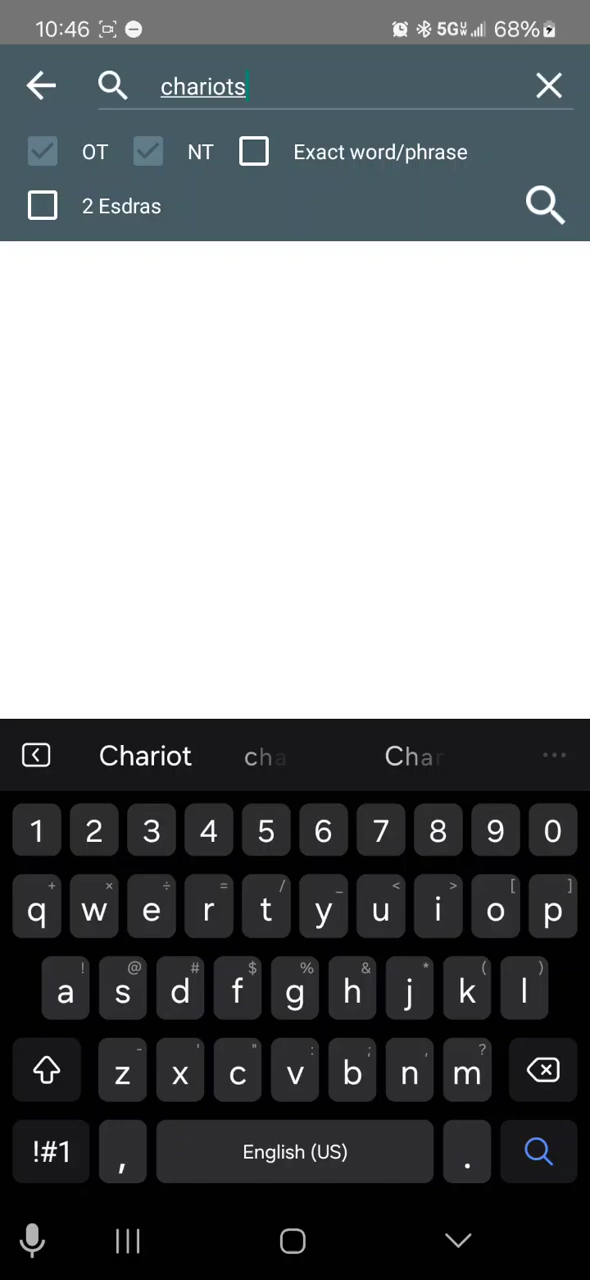 10:46 5G 68%
chariots
OT NT Exact word/phrase
2 Esdras
Chariot cha Char ...
1 2 3 4 5 6 7 8 9 0
+ × ÷ = / _ < > [ ]
q w e r t y u i o p
! @ # $ % & * ( )
a s d f g h j k l
- ' " : ; , ?
z x c v b n m
!#1 , English (US) .